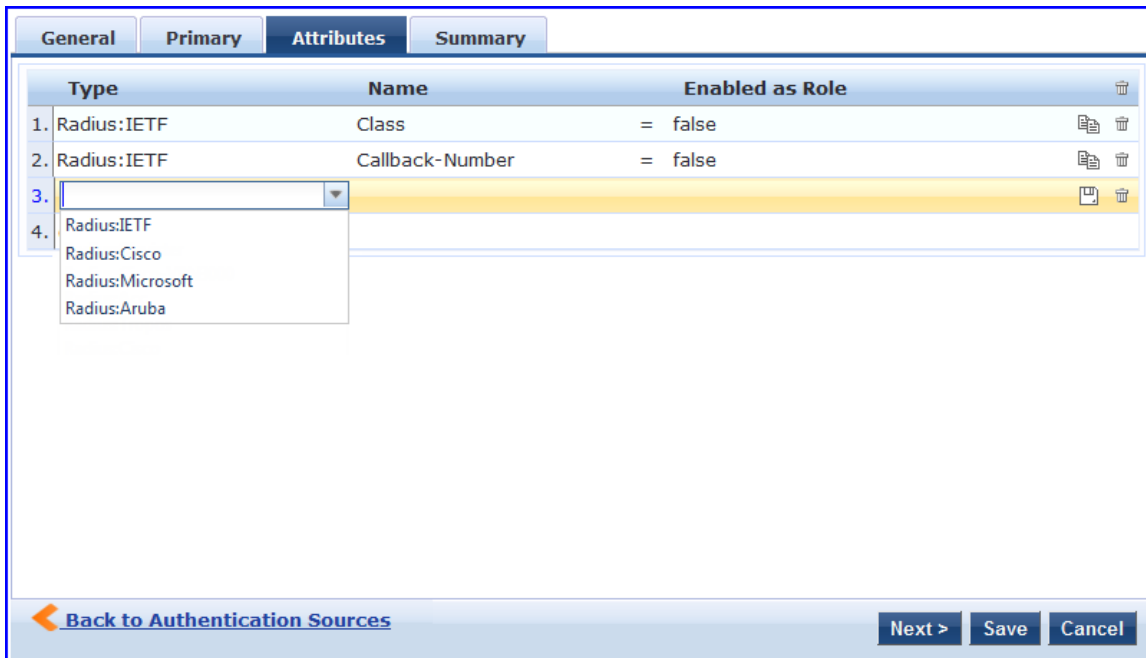 General Primary Attributes Summary
Type Name Enabled as Role
1. Radius:IETF Class = false
2. Radius:IETF Callback-Number = false
3.
4.
Radius:IETF
Radius:Cisco
Radius:Microsoft
Radius:Aruba
Back to Authentication Sources Next > Save Cancel